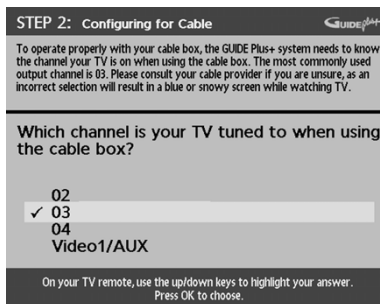 STEP 2: Configuring for Cable
GUIDE Plus+
To operate properly with your cable box, the GUIDE Plus+ system needs to know
the channel your TV is on when using the cable box. The most commonly used
output channel is 03. Please consult your cable provider if you are unsure, as an
incorrect selection will result in a blue or snowy screen while watching TV.
Which channel is your TV tuned to when using
the cable box?
02
✓ 03
04
Video1/AUX
On your TV remote, use the up/down keys to highlight your answer.
Press OK to choose.